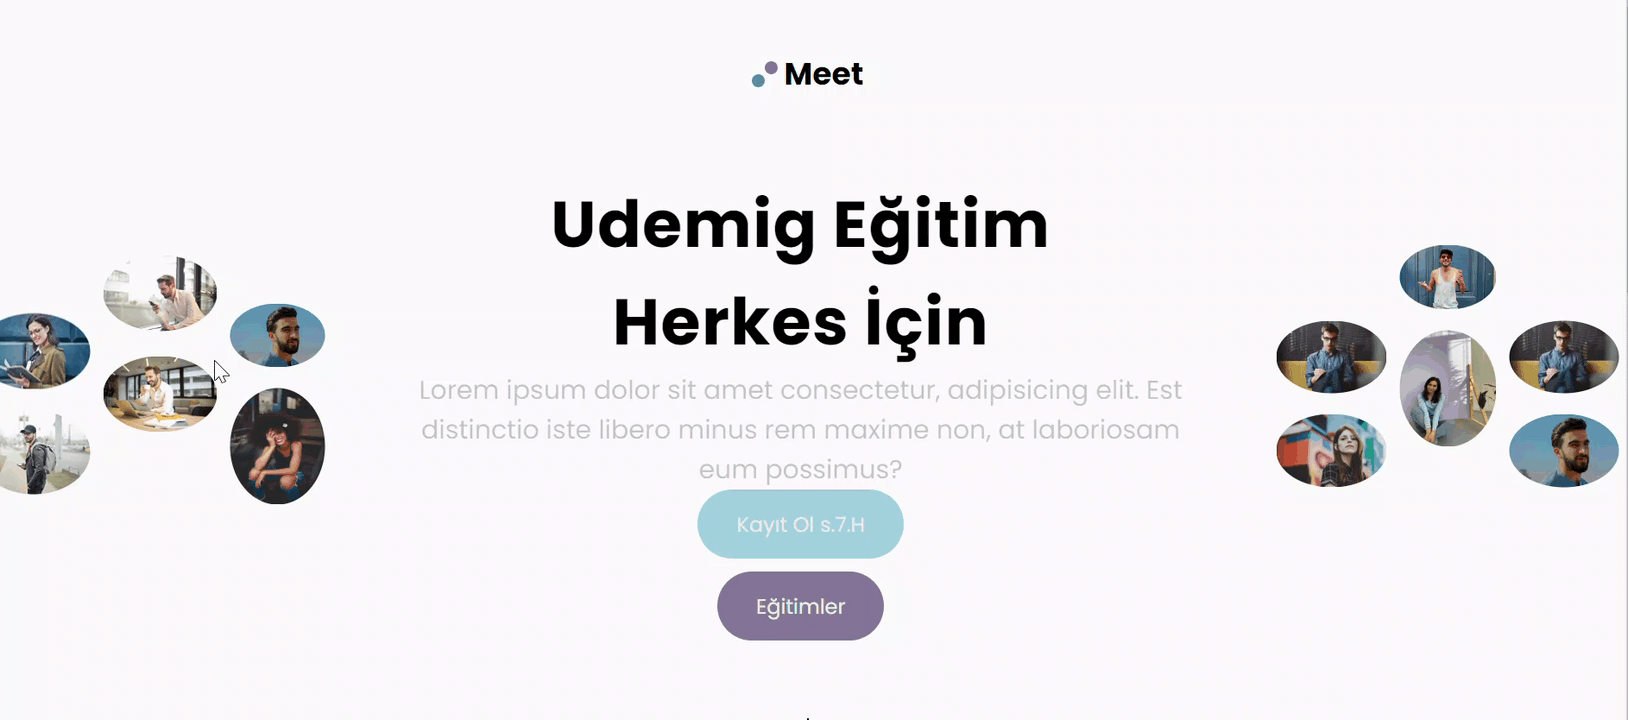 Meet
Udemig Eğitim
Herkes İçin
Lorem ipsum dolor sit amet consectetur, adipisicing elit. Est
distinctio iste libero minus rem maxime non, at laboriosam
eum possimus?
Kayıt Ol s.7.H
Eğitimler